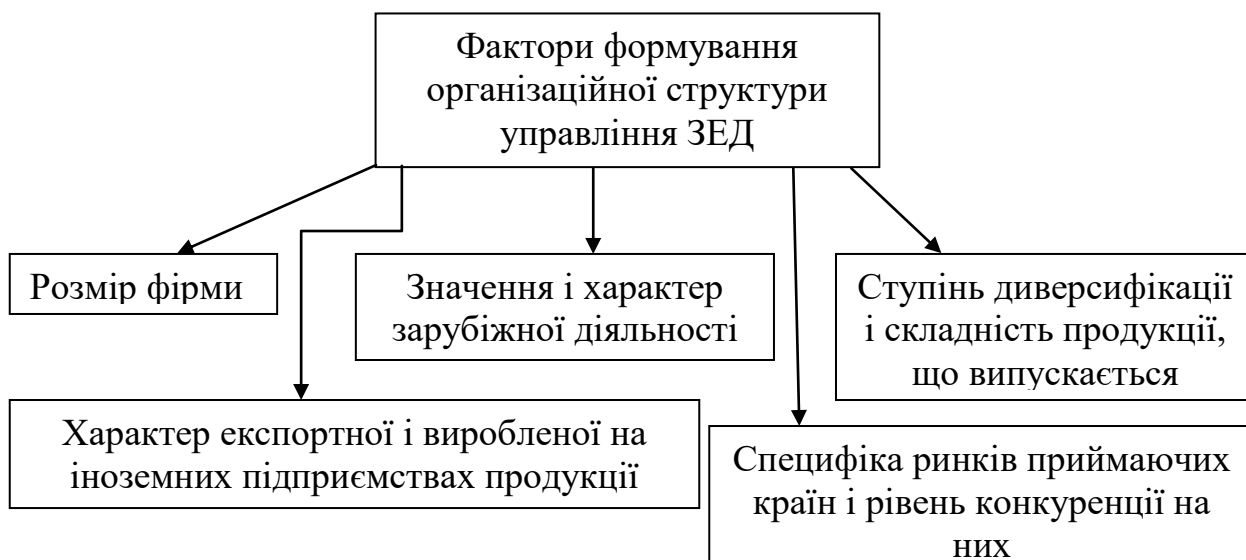 Фактори формування
організаційної структури
управління ЗЕД
Розмір фірми
Значення і характер
зарубіжної діяльності
Ступінь диверсифікації
і складність продукції,
що випускається
Характер експортної і виробленої на
іноземних підприємствах продукції
Специфіка ринків приймаючих
країн і рівень конкуренції на
них